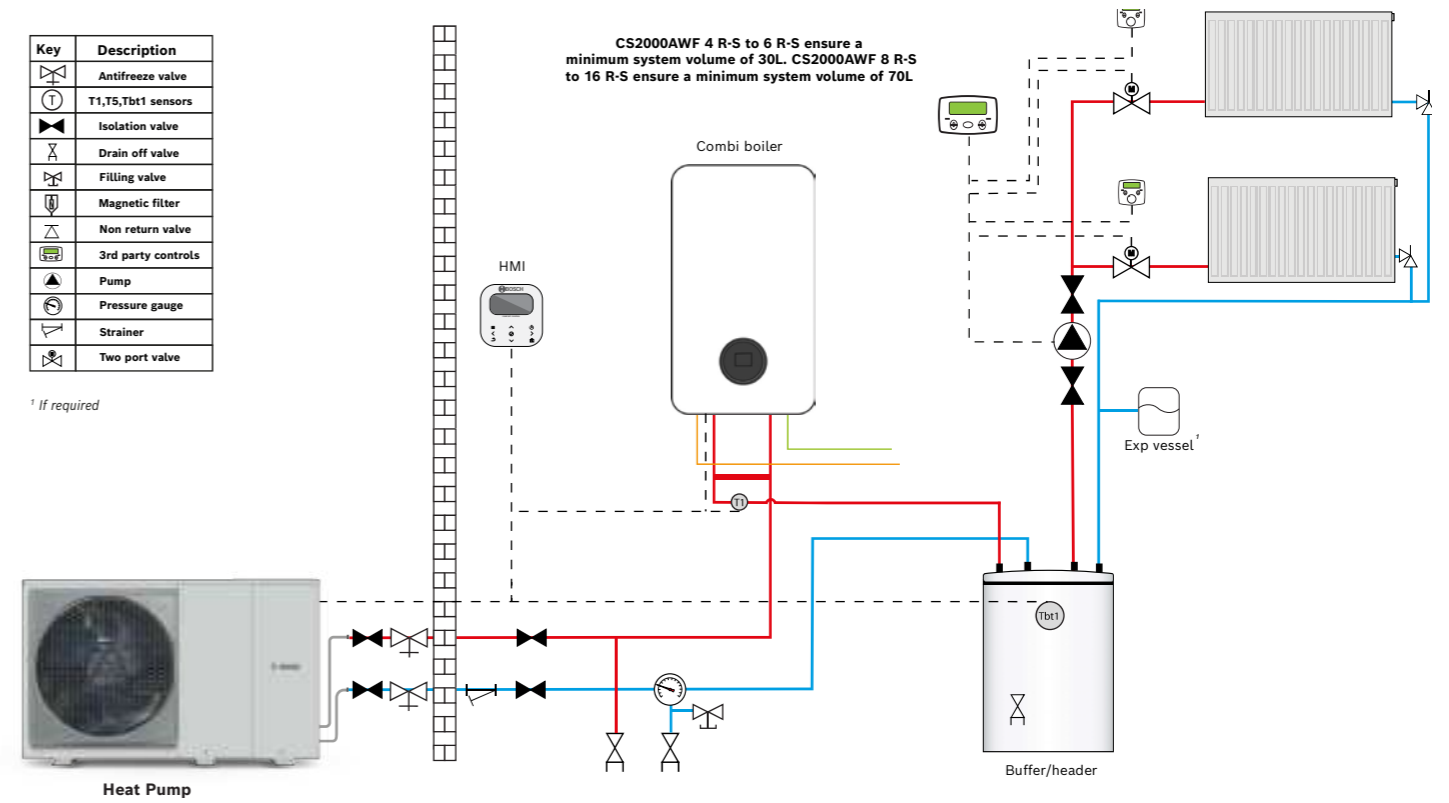 Key Description
Antifreeze valve
T T1,T5,Tbt1 sensors
Isolation valve
Drain off valve
Filling valve
Magnetic filter
Non return valve
3rd party controls
Pump
Pressure gauge
Strainer
Two port valve
¹ If required
CS2000AWF 4 R-S to 6 R-S ensure a
minimum system volume of 30L. CS2000AWF 8 R-S
to 16 R-S ensure a minimum system volume of 70L
Combi boiler
HMI
BOSCH
M
M
Exp vessel ¹
T1
Tbt1
Buffer/header
Heat Pump